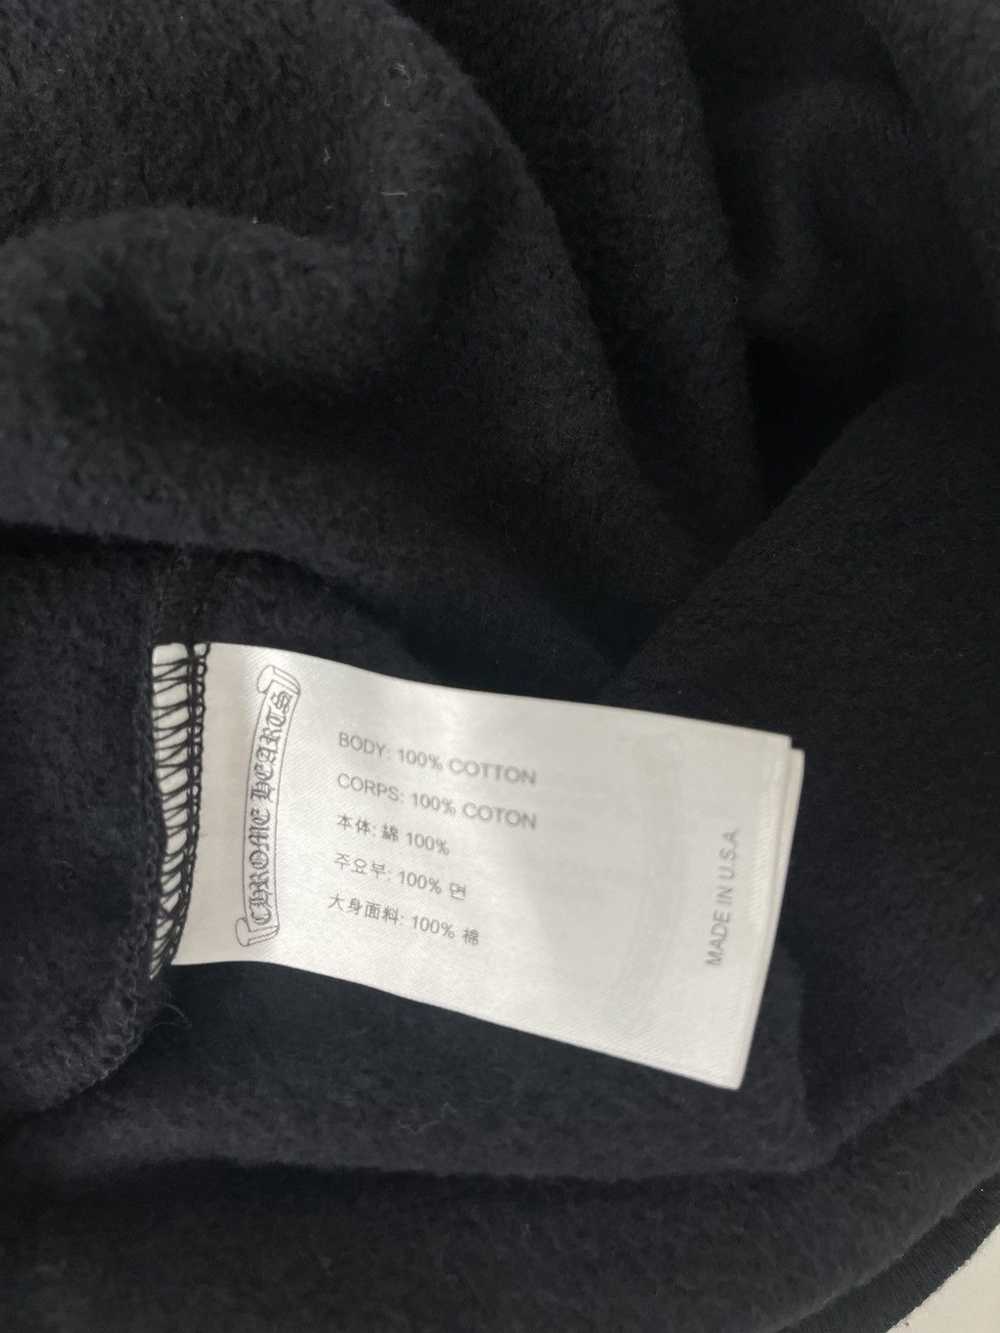 CHROME HEARTS
BODY: 100% COTTON
CORPS: 100% COTON
本体: 綿 100%
주요부: 100% 면
大身面料: 100% 棉
MADE IN U.S.A.